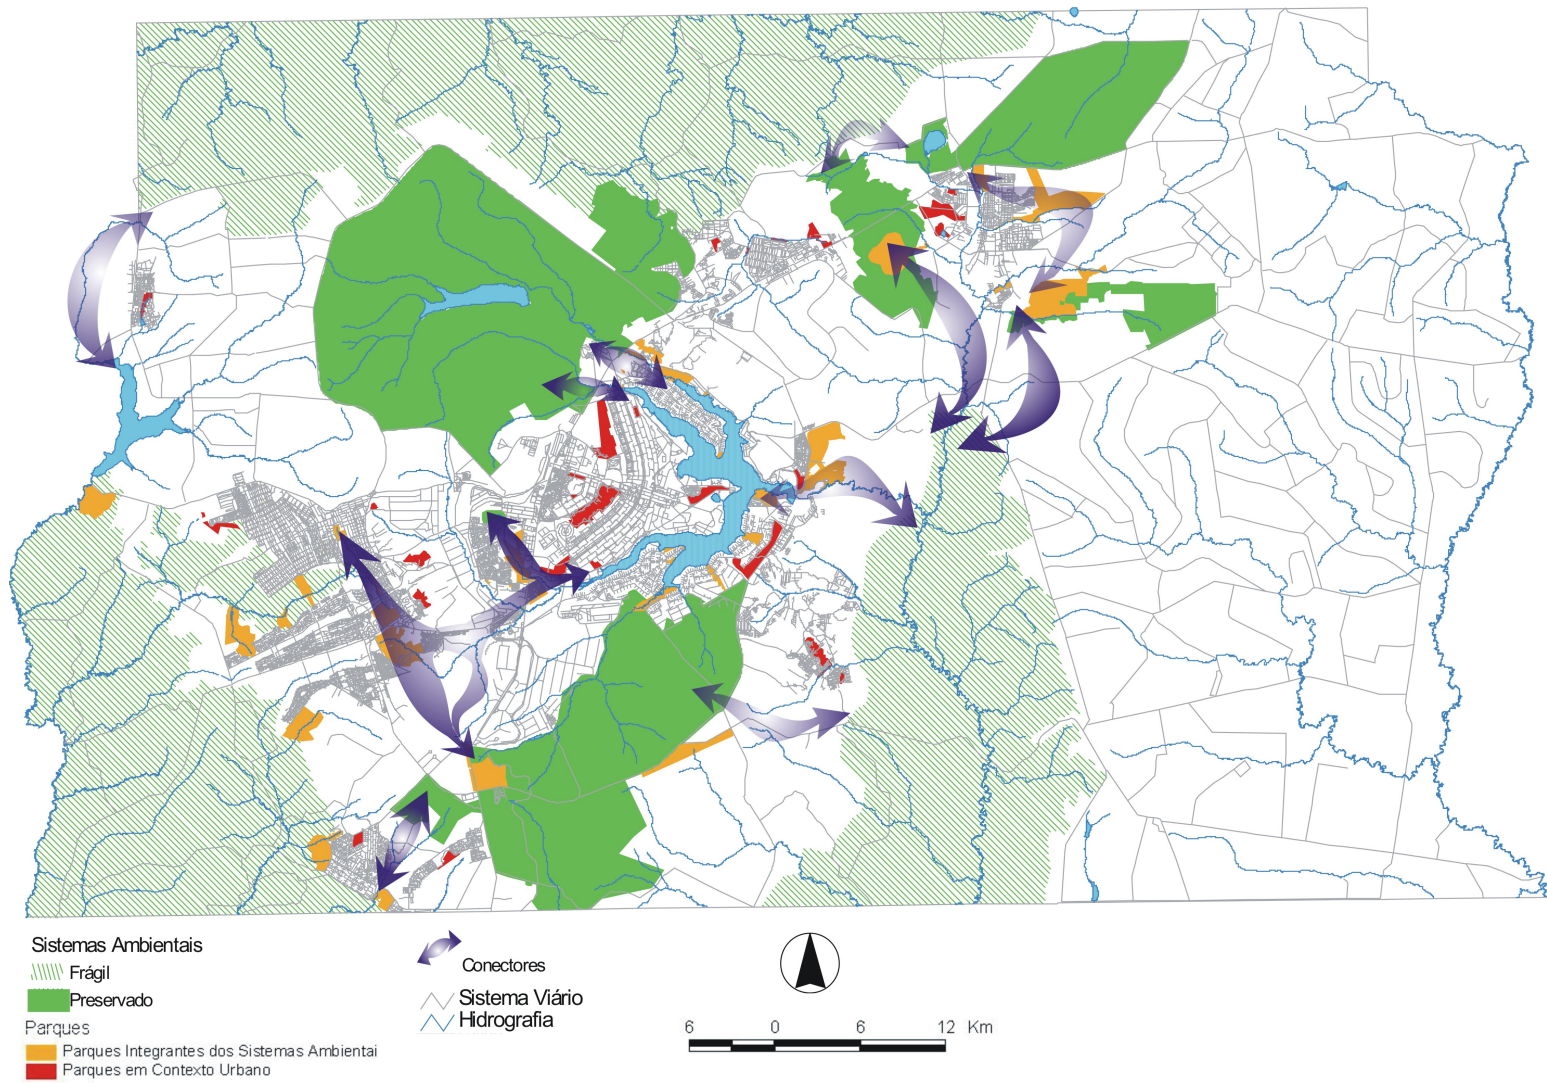 Sistemas Ambientais
Frágil
Preservado
Parques
Parques Integrantes dos Sistemas Ambientai
Parques em Contexto Urbano
Conectores
Sistema Viário
Hidrografia
6 0 6 12 Km